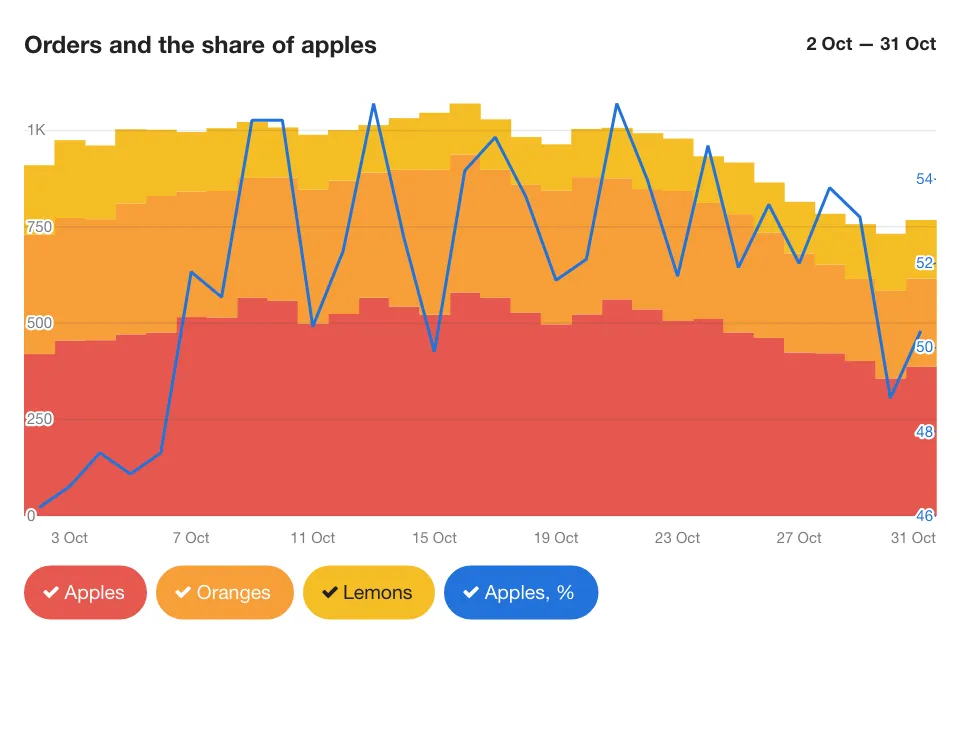 Orders and the share of apples
2 Oct — 31 Oct
1K
750
500
250
0
54
52
50
48
46
3 Oct 7 Oct 11 Oct 15 Oct 19 Oct 23 Oct 27 Oct 31 Oct
Apples Oranges Lemons Apples, %